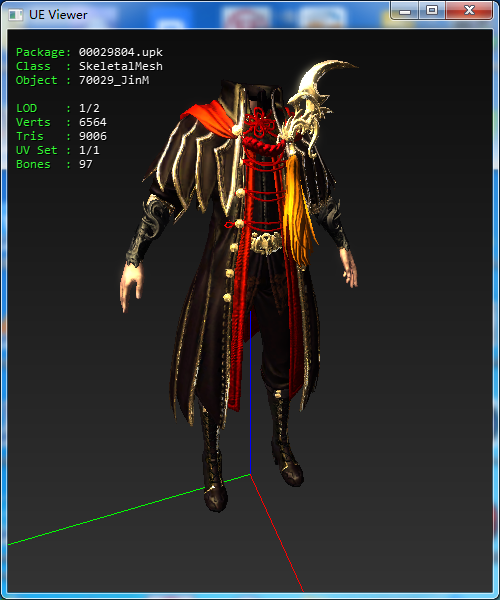 UE Viewer
Package: 00029804.upk
Class : SkeletalMesh
Object : 70029_JinM
LOD : 1/2
Verts : 6564
Tris : 9006
UV Set : 1/1
Bones : 97